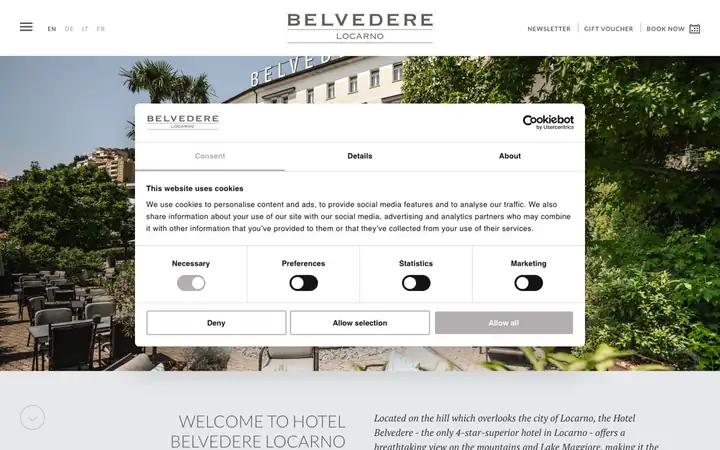 EN DE IT FR
BELVEDERE
LOCARNO
NEWSLETTER
GIFT VOUCHER
BOOK NOW
BELVED
BELVEDERE
LOCARNO
Cookiebot
by Usercentrics
Consent
Details
About
This website uses cookies
We use cookies to personalise content and ads, to provide social media features and to analyse our traffic. We also
share information about your use of our site with our social media, advertising and analytics partners who may combine
it with other information that you've provided to them or that they've collected from your use of their services.
Necessary
Preferences
Statistics
Marketing
Deny
Allow selection
Allow all
WELCOME TO HOTEL
BELVEDERE LOCARNO
Located on the hill which overlooks the city of Locarno, the Hotel
Belvedere - the only 4-star-superior hotel in Locarno - offers a
breathtaking view on the mountains and Lake Maggiore, making it the